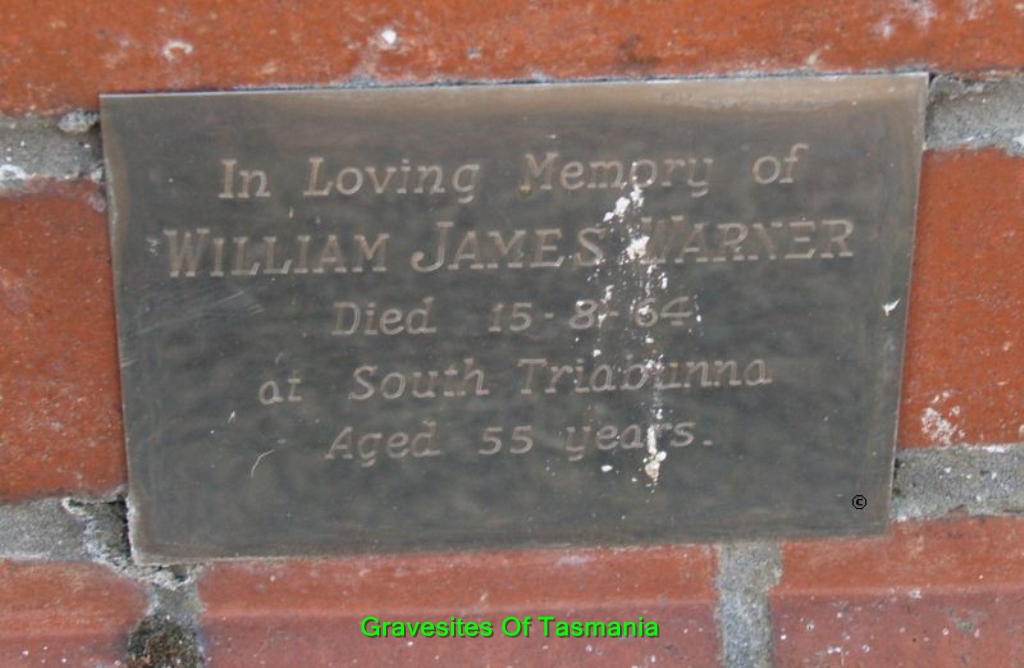 In Loving Memory of
WILLIAM JAMES WARNER
Died 15-8-64
at South Triabunna
Aged 55 years.
©
Gravesites Of Tasmania